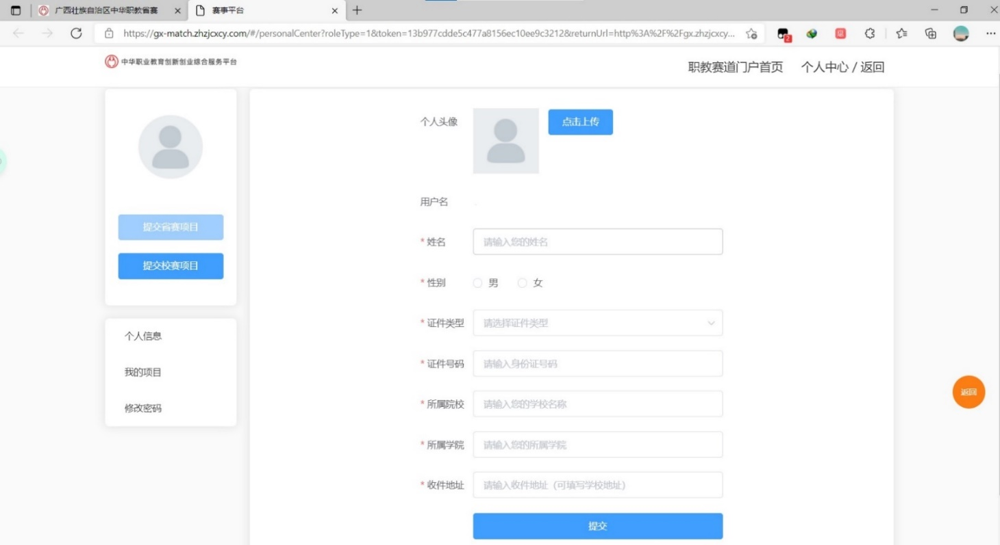 广西壮族自治区中华职教省赛
赛事平台
https://gx-match.zhzjcxcy.com/#/personalCenter?roleType=1&token=13b977cdde5c477a8156ec10ee9c3212&returnUrl=http%3A%2F%2Fgx.zhzjcxcy...
2
中华职业教育创新创业综合服务平台
职教赛道门户首页 个人中心 / 返回
个人头像
点击上传
用户名
提交省赛项目
* 姓名 请输入您的姓名
提交校赛项目
* 性别 男 女
* 证件类型 请选择证件类型
个人信息
* 证件号码 请输入身份证号码
我的项目
返回
* 所属院校 请输入您的学校名称
修改密码
* 所属学院 请输入您的所属学院
* 收件地址 请输入收件地址（可填写学校地址）
提交